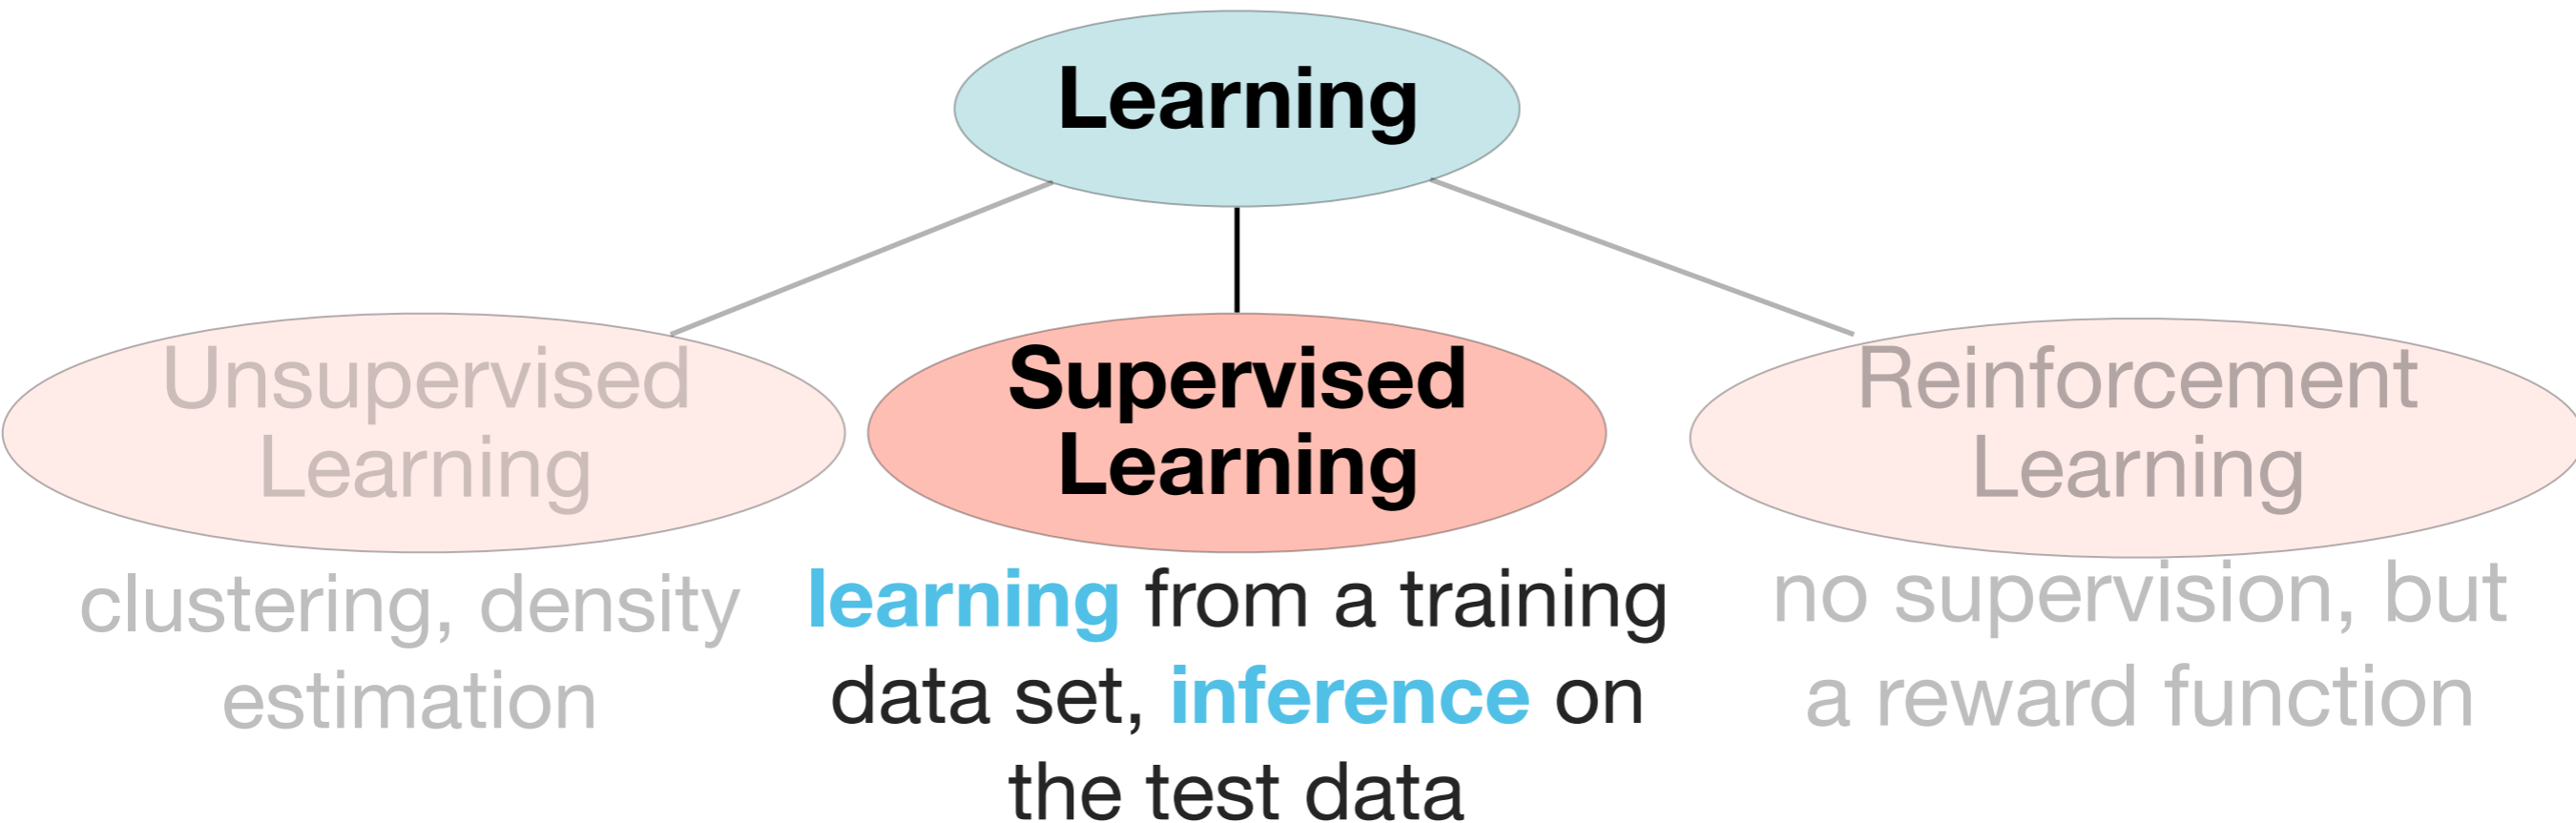 Learning
Unsupervised
Learning
clustering, density
estimation
Supervised
Learning
learning from a training
data set, inference on
the test data
Reinforcement
Learning
no supervision, but
a reward function